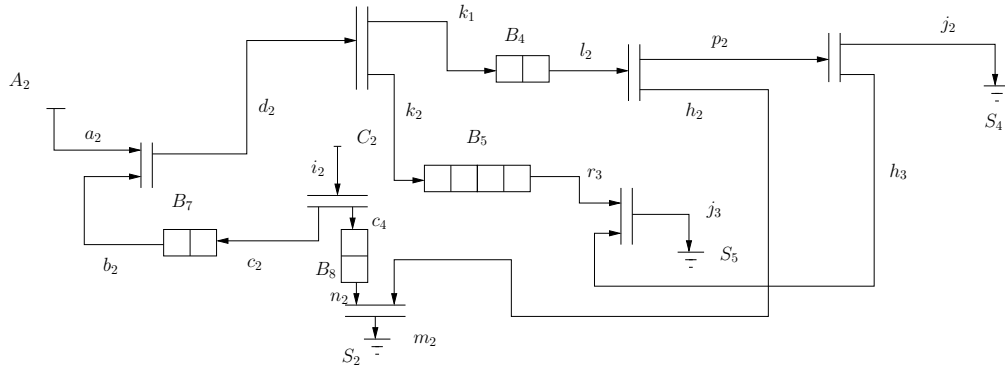 k₁
B₄
l₂
p₂
j₂
A₂
a₂
d₂
k₂
h₂
S₄
C₂
B₅
i₂
r₃
h₃
B₇
c₄
j₃
b₂
c₂
B₈
S₅
n₂
S₂
m₂